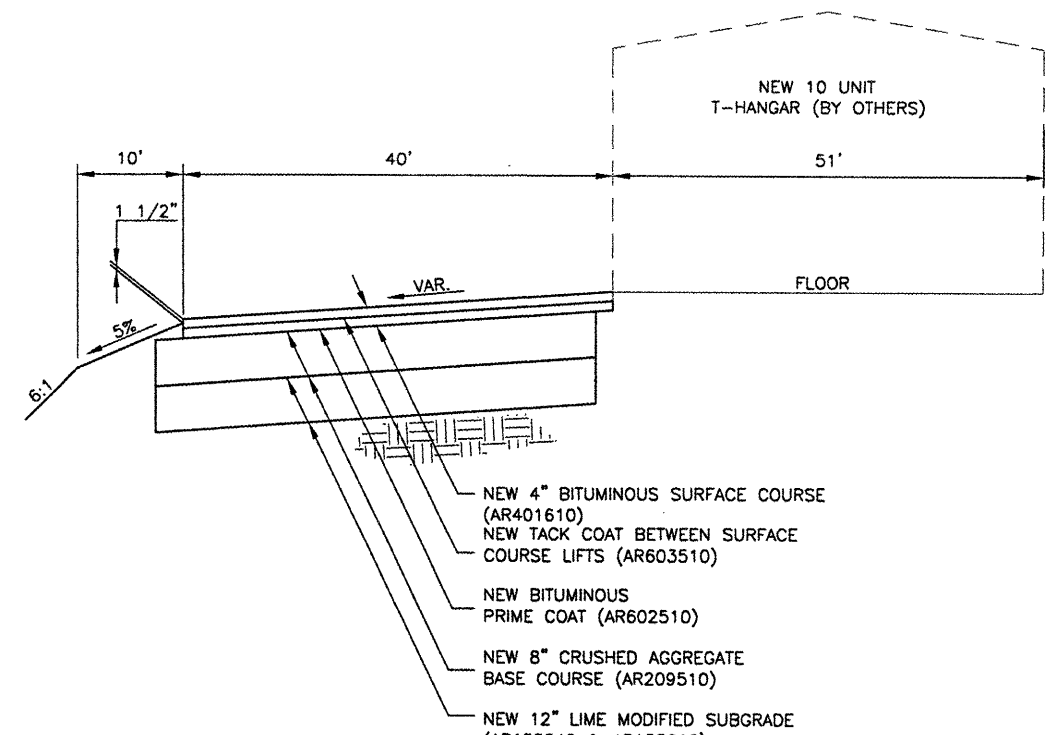 NEW 10 UNIT
T-HANGAR (BY OTHERS)
10'
40'
51'
1 1/2"
VAR.
FLOOR
5%
6:1
NEW 4" BITUMINOUS SURFACE COURSE
(AR401610)
NEW TACK COAT BETWEEN SURFACE
COURSE LIFTS (AR603510)
NEW BITUMINOUS
PRIME COAT (AR602510)
NEW 8" CRUSHED AGGREGATE
BASE COURSE (AR209510)
NEW 12" LIME MODIFIED SUBGRADE